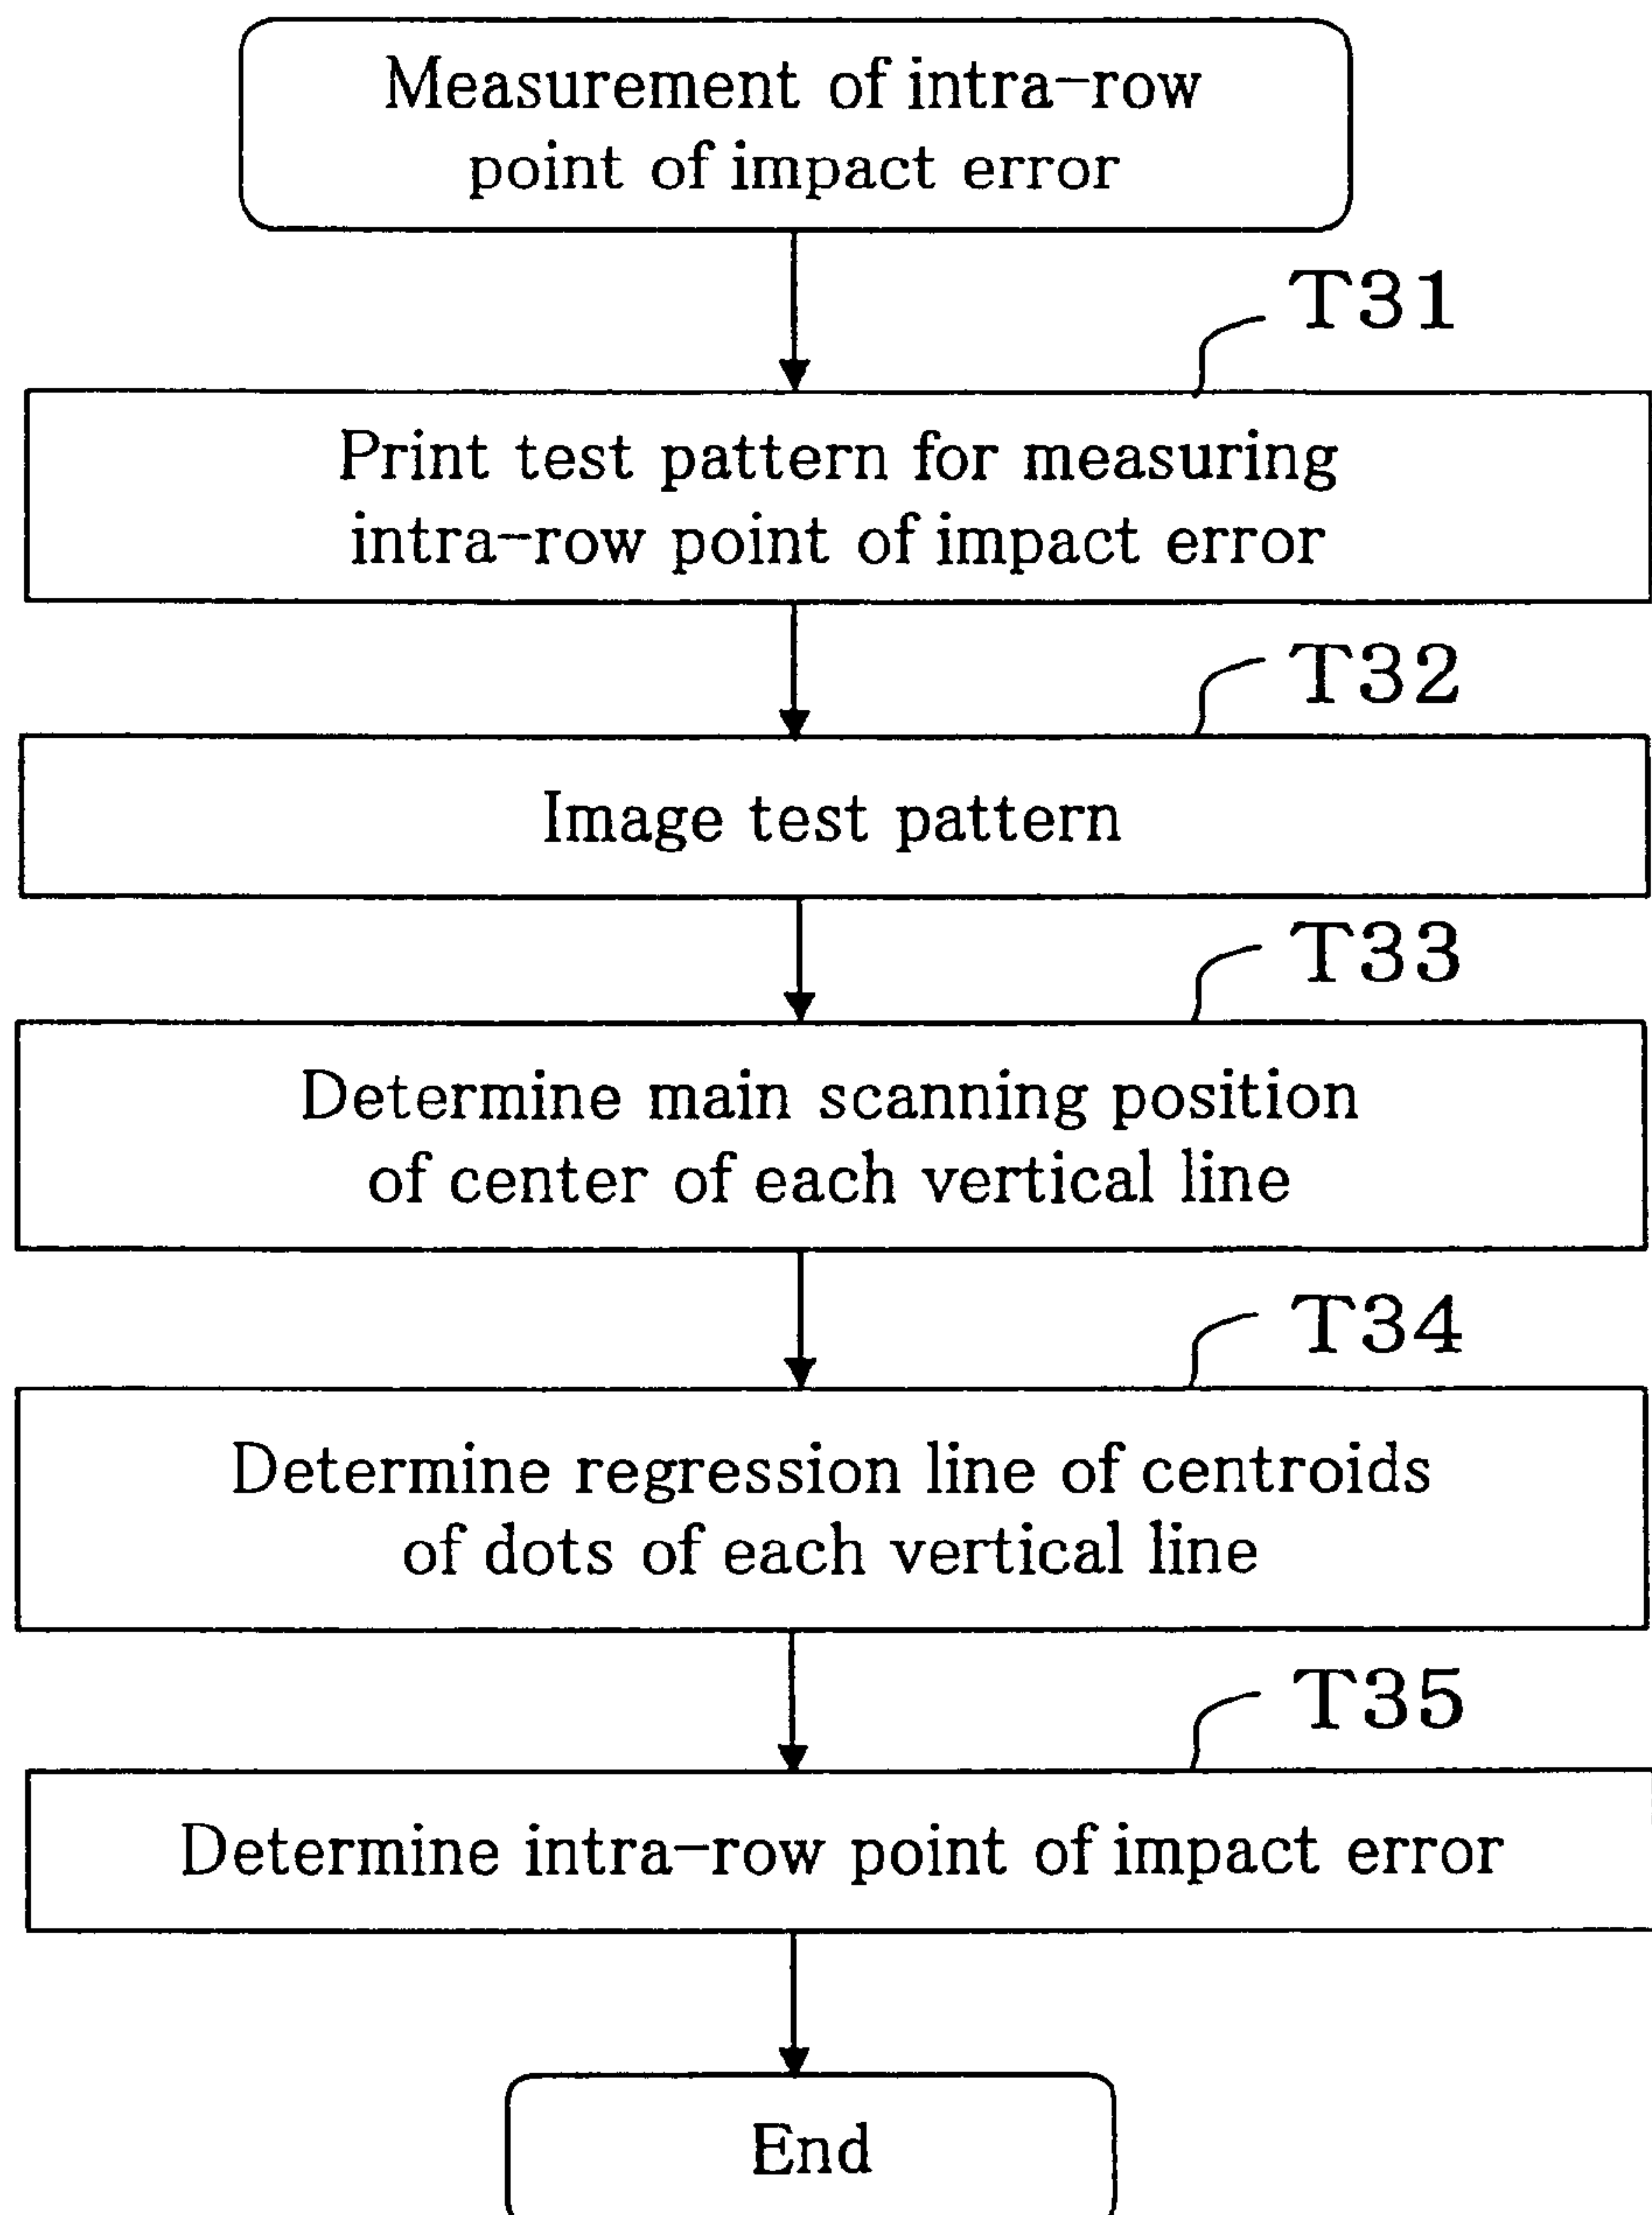 Measurement of intra-row
point of impact error
T31
Print test pattern for measuring
intra-row point of impact error
T32
Image test pattern
T33
Determine main scanning position
of center of each vertical line
T34
Determine regression line of centroids
of dots of each vertical line
T35
Determine intra-row point of impact error
End